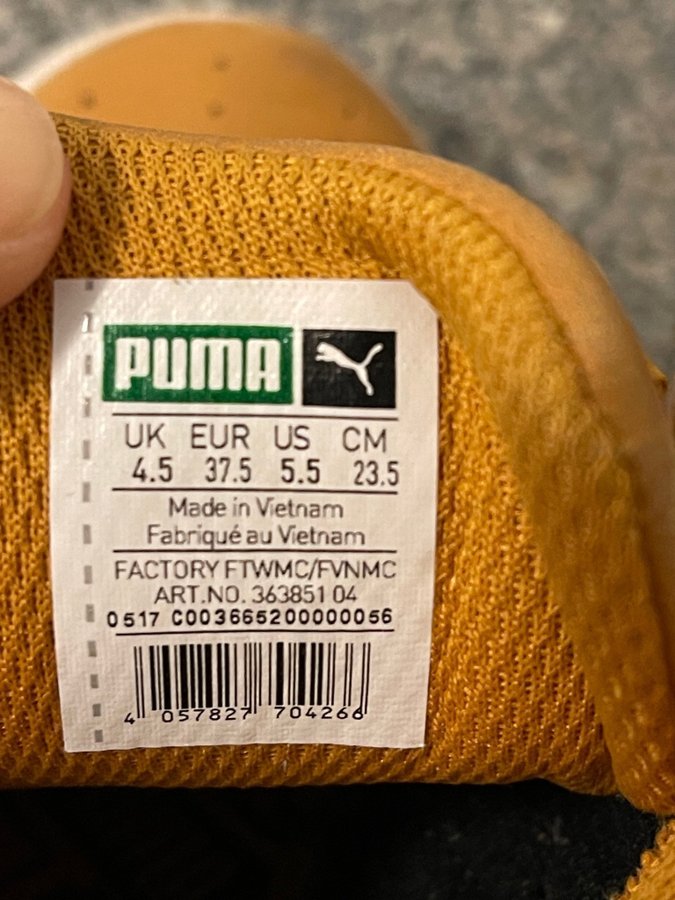 PUMA
UK EUR US CM
4.5 37.5 5.5 23.5
Made in Vietnam
Fabriqué au Vietnam
FACTORY FTWMC/FVNMC
ART.NO. 363851 04
0517 C003665200000056
4 057827 704266